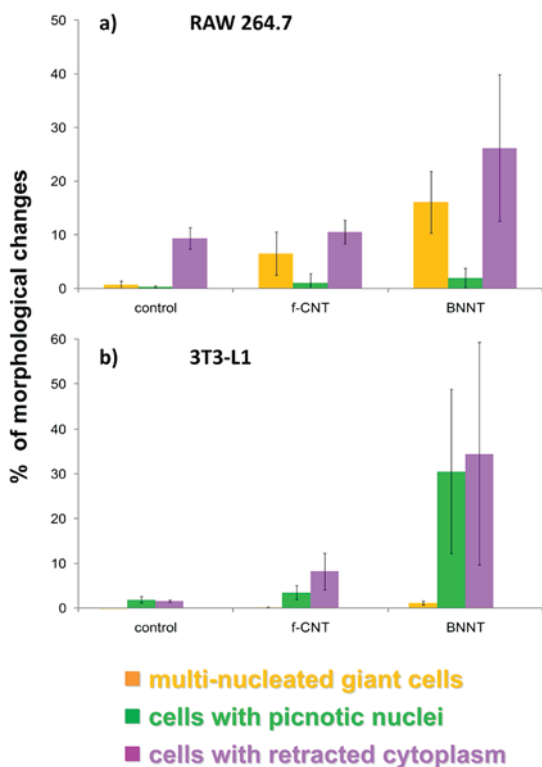 % of morphological changes
a) RAW 264.7
50
40
30
20
10
0
control f-CNT BNNT
b) 3T3-L1
60
50
40
30
20
10
0
control f-CNT BNNT
multi-nucleated giant cells
cells with picnotic nuclei
cells with retracted cytoplasm